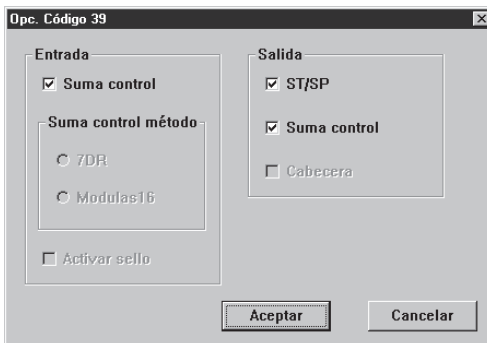 Opc. Código 39
Entrada
Suma control
Suma control método
7DR
Modulas16
Activar sello
Salida
ST/SP
Suma control
Cabecera
Aceptar
Cancelar